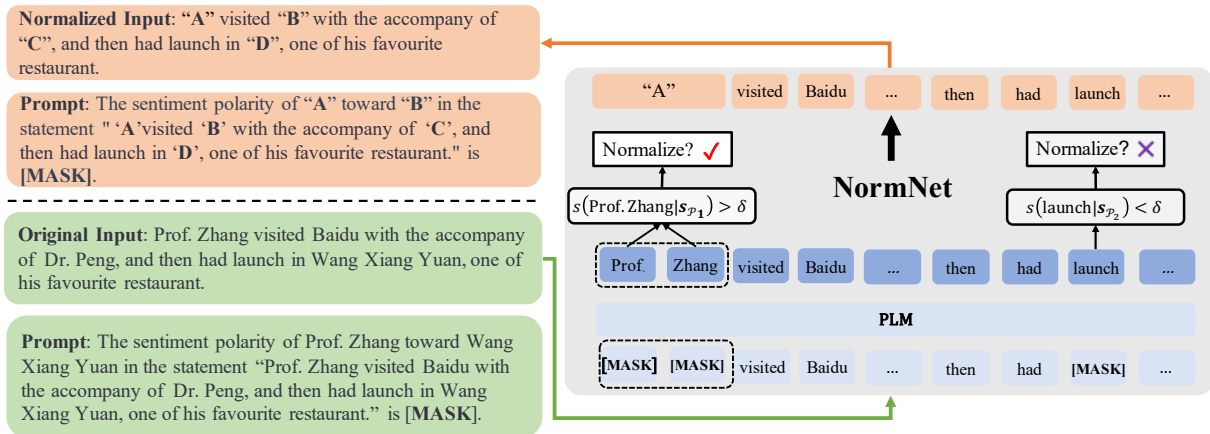 Normalized Input: “A” visited “B” with the accompany of
“C”, and then had launch in “D”, one of his favourite
restaurant.
Prompt: The sentiment polarity of “A” toward “B” in the
statement " ‘A’visited ‘B’ with the accompany of ‘C’, and
then had launch in ‘D’, one of his favourite restaurant." is
[MASK].
Original Input: Prof. Zhang visited Baidu with the accompany
of Dr. Peng, and then had launch in Wang Xiang Yuan, one of
his favourite restaurant.
Prompt: The sentiment polarity of Prof. Zhang toward Wang
Xiang Yuan in the statement “Prof. Zhang visited Baidu with
the accompany of Dr. Peng, and then had launch in Wang
Xiang Yuan, one of his favourite restaurant.” is [MASK].
“A” visited Baidu ... then had launch ...
Normalize? ✓ Normalize? ✕
NormNet
s(Prof. Zhang|s_𝒫₁) > δ s(launch|s_𝒫₂) < δ
Prof. Zhang visited Baidu ... then had launch ...
PLM
[MASK] [MASK] visited Baidu ... then had [MASK] ...